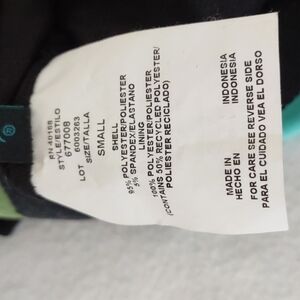 RN 40168
STYLE/ESTILO
677008
LOT 6003263
SIZE/TALLA
SMALL
SHELL
95% POLYESTER/POLIESTER
5% SPANDEX/ELASTANO
LINING
100% POLYESTER/POLIESTER
(CONTAINS 50% RECYCLED POLYESTER/
POLIESTER RECICLADO)
MADE IN INDONESIA
HECHO EN INDONESIA
FOR CARE SEE REVERSE SIDE
PARA EL CUIDADO VEA EL DORSO
®